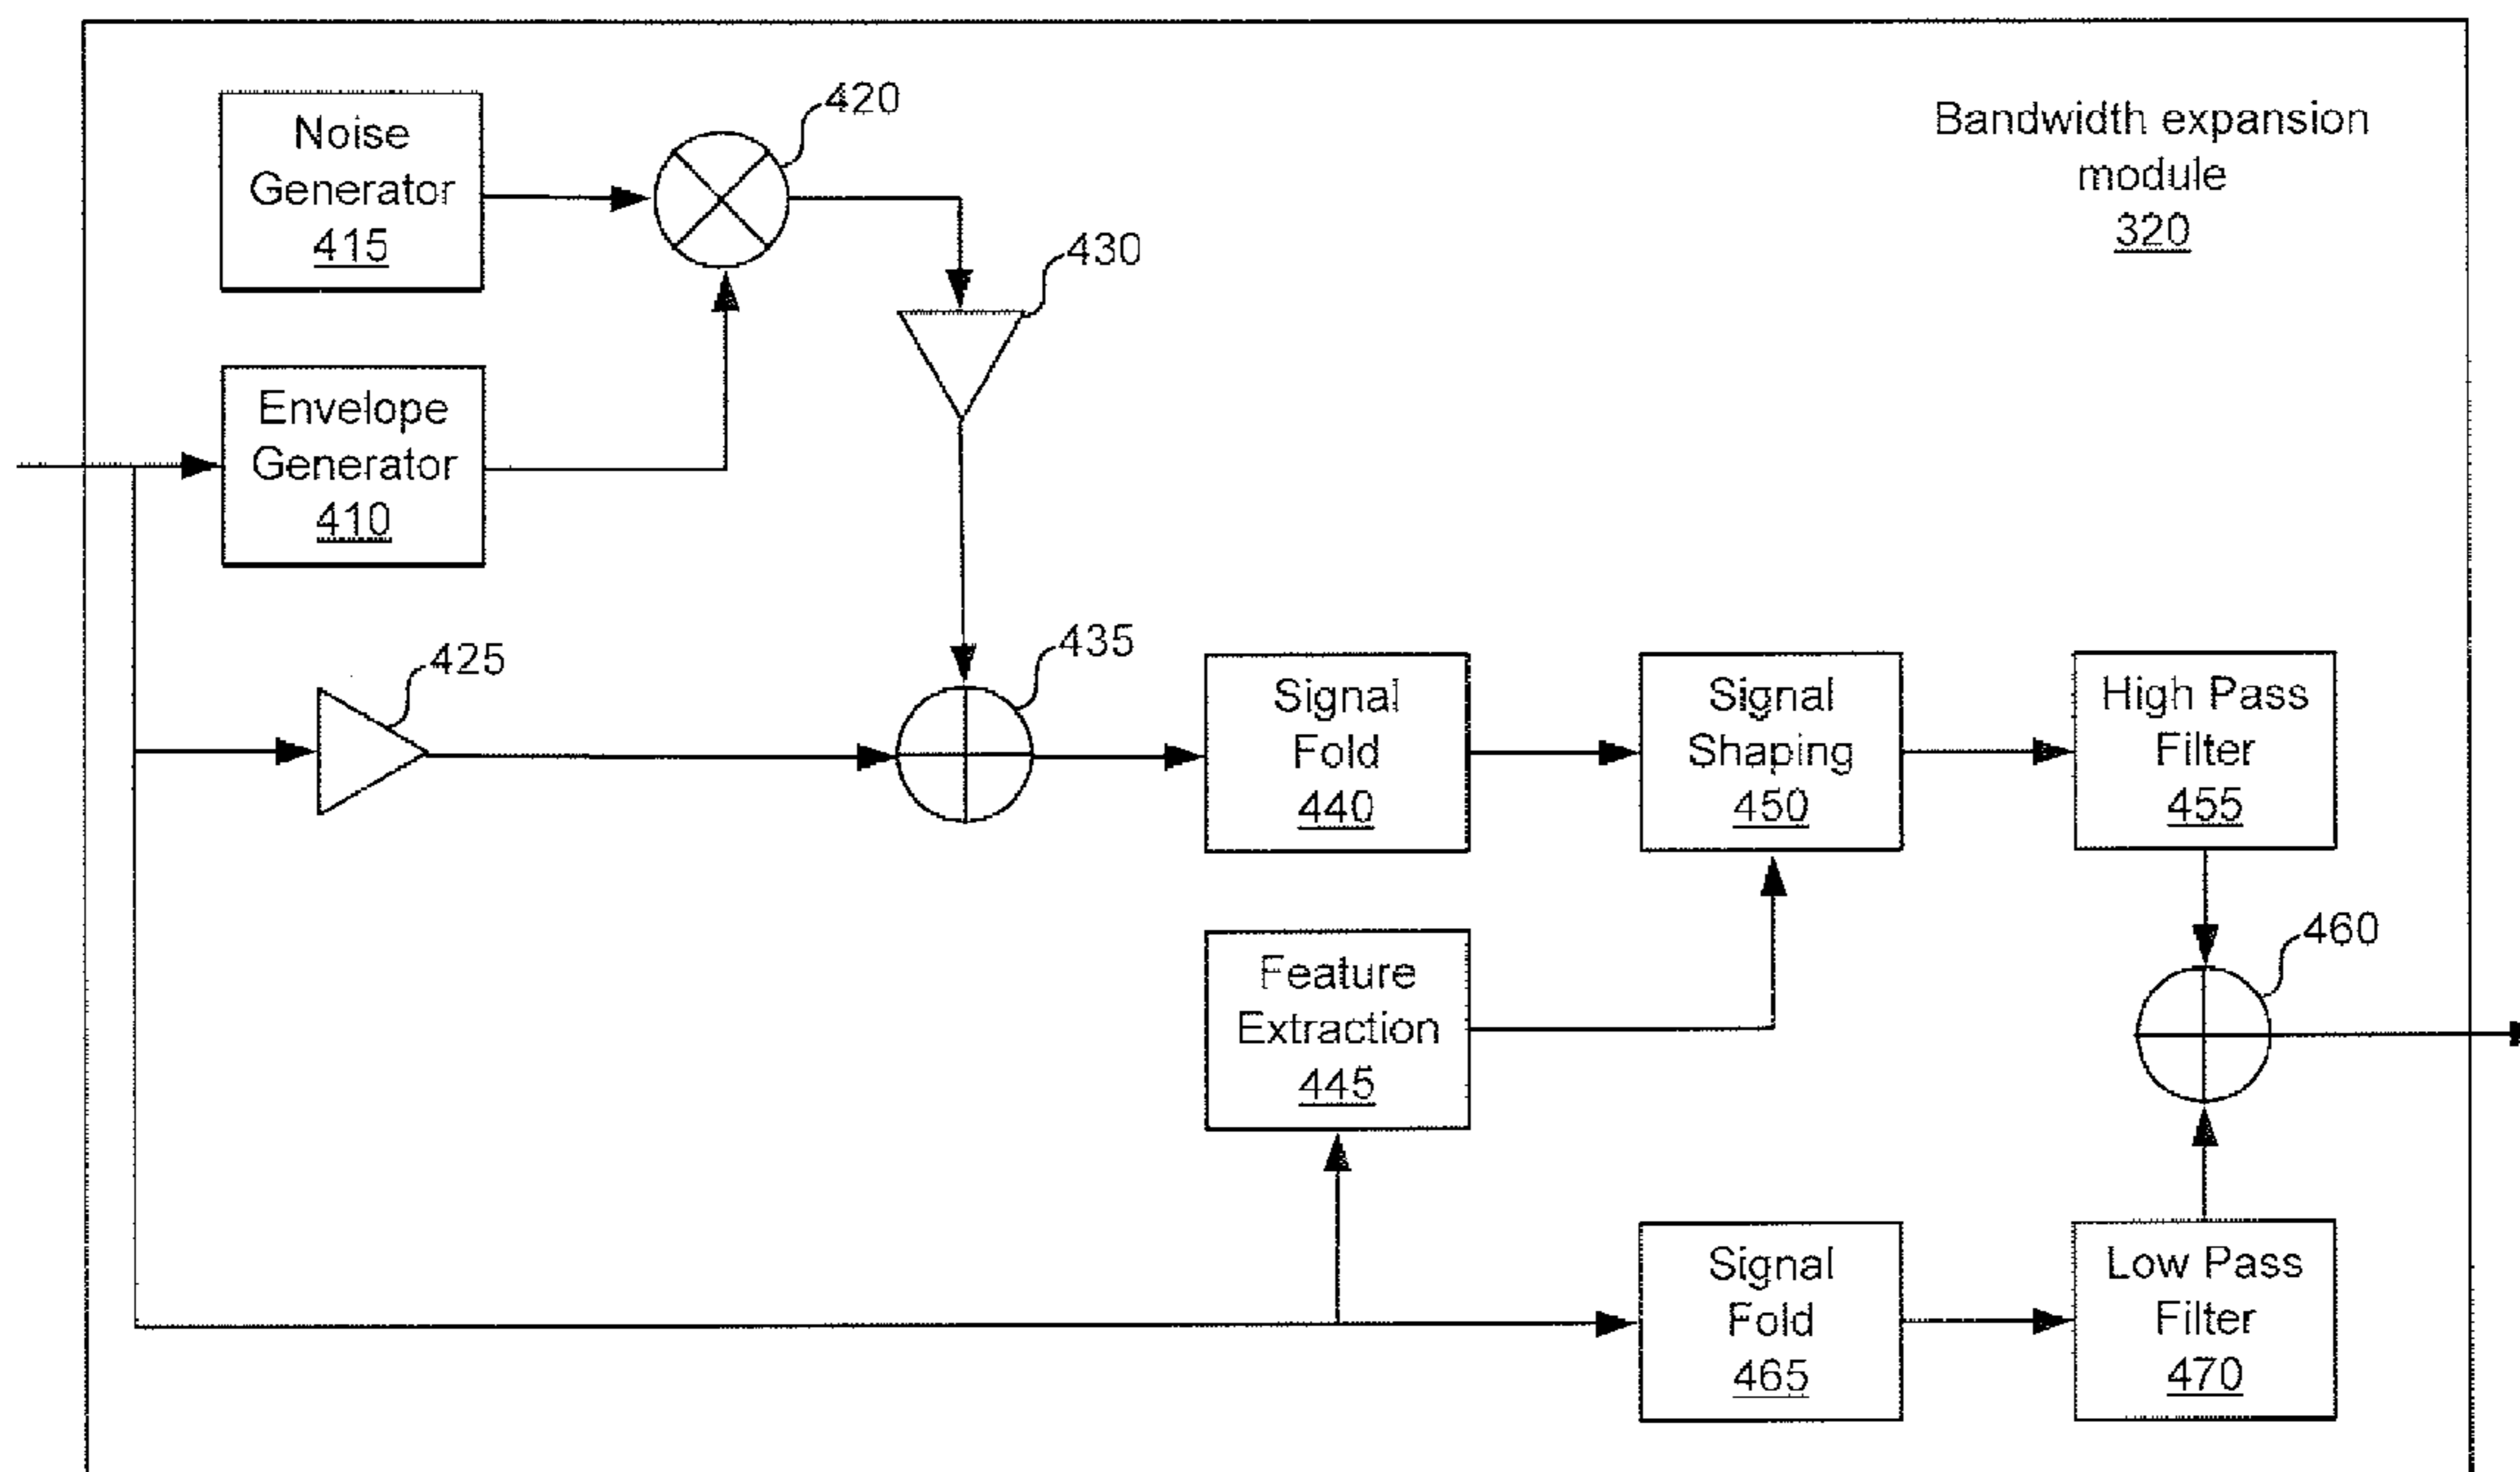 Noise
Generator
415
420
Bandwidth expansion
module
320
430
Envelope
Generator
410
425
435
Signal
Fold
440
Signal
Shaping
450
High Pass
Filter
455
Feature
Extraction
445
460
Signal
Fold
465
Low Pass
Filter
470